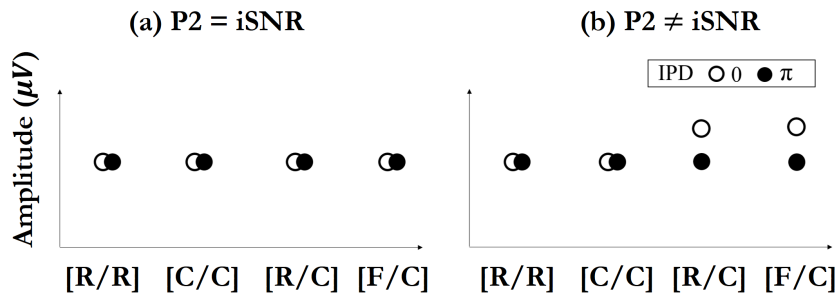 (a) P2 = iSNR
(b) P2 ≠ iSNR
IPD 0 π
Amplitude (μV)
[R/R] [C/C] [R/C] [F/C]
[R/R] [C/C] [R/C] [F/C]